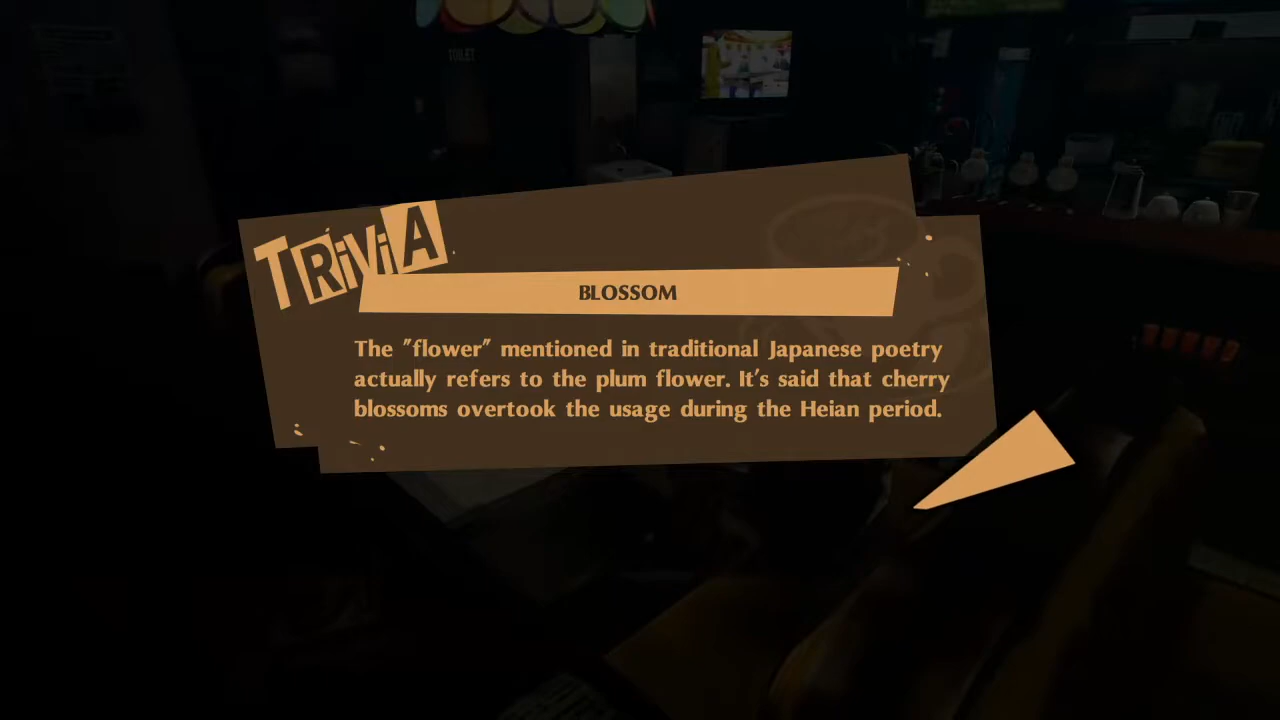 TOILET
TRiViA
BLOSSOM
The "flower" mentioned in traditional Japanese poetry
actually refers to the plum flower. It's said that cherry
blossoms overtook the usage during the Heian period.